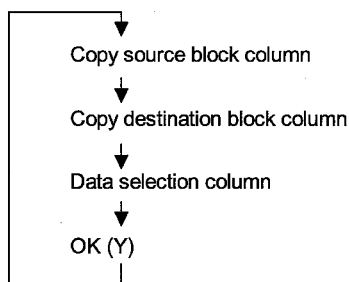 Copy source block column
Copy destination block column
Data selection column
OK (Y)